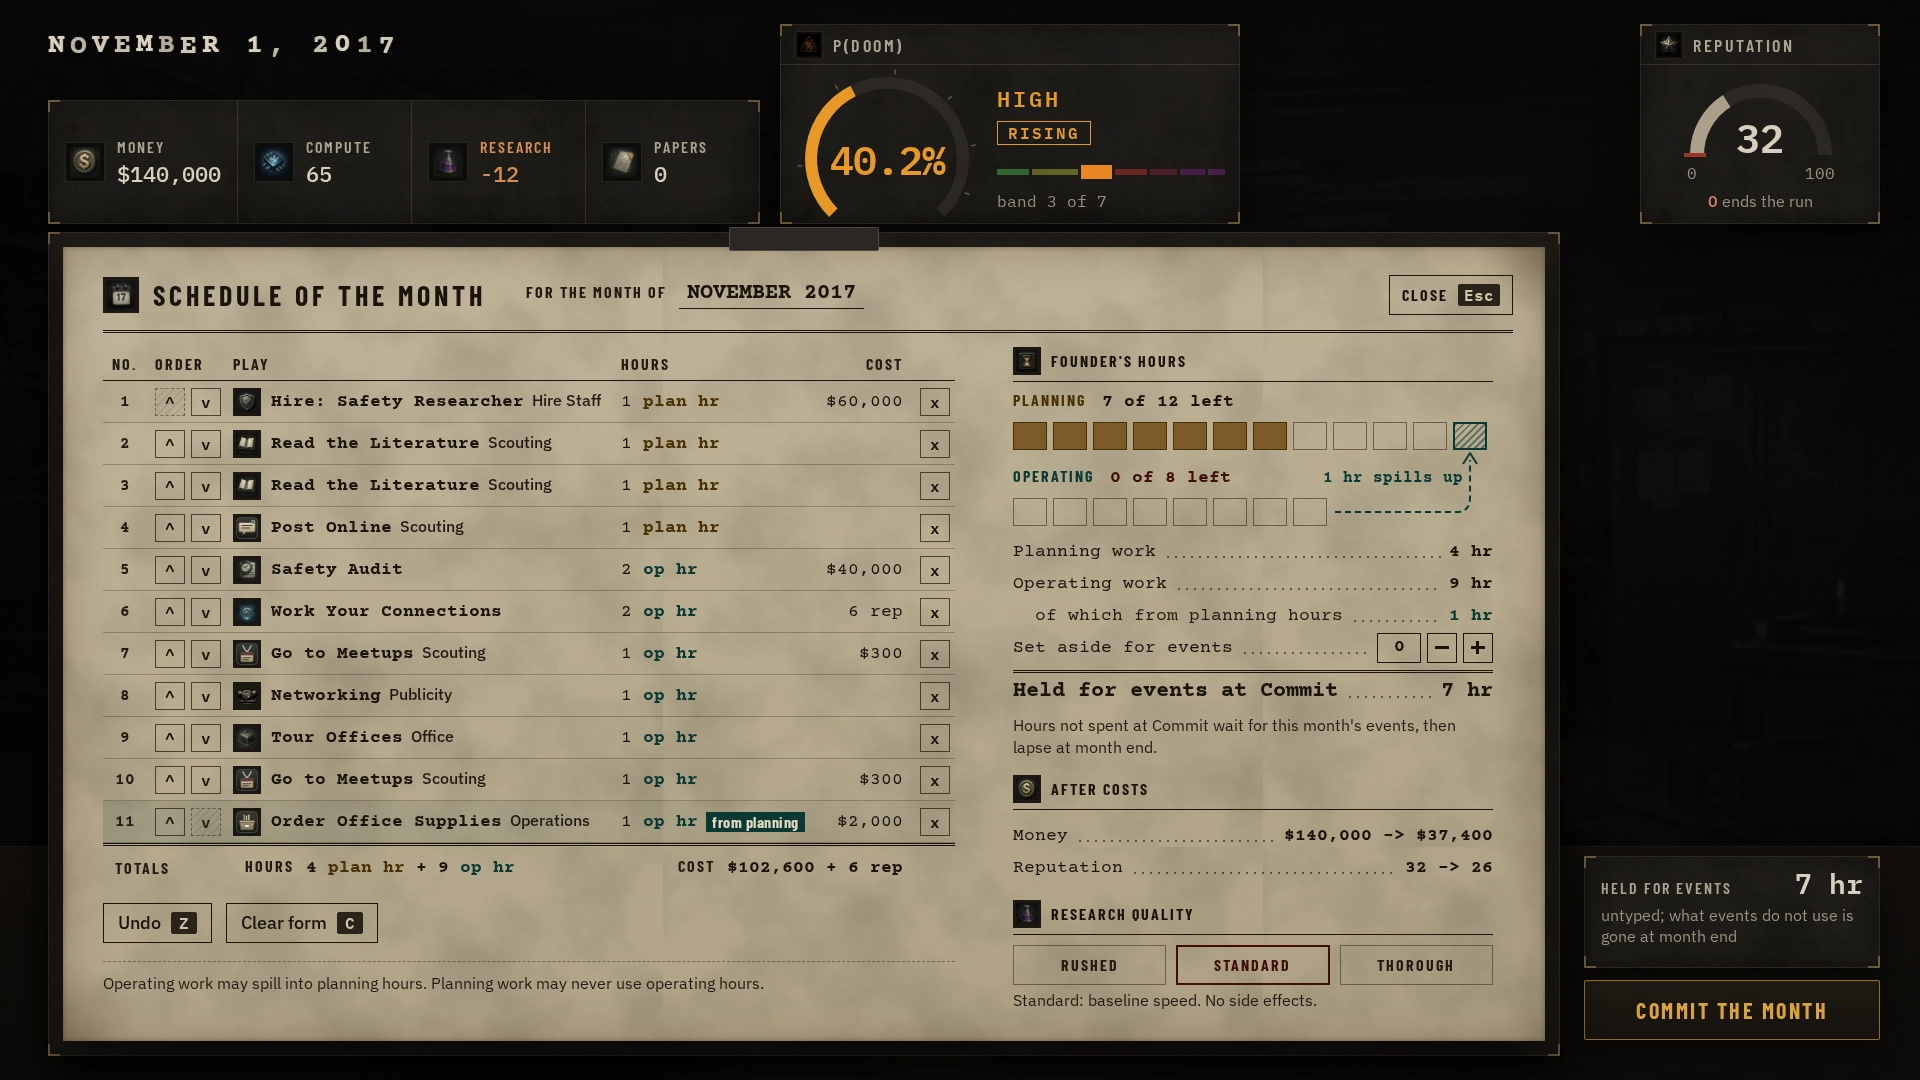 NOVEMBER 1, 2017
MONEY
$140,000
COMPUTE
65
RESEARCH
-12
PAPERS
0
P(DOOM)
40.2%
HIGH
RISING
band 3 of 7
REPUTATION
32
0 100
0 ends the run
17 SCHEDULE OF THE MONTH FOR THE MONTH OF NOVEMBER 2017
CLOSE Esc
NO. ORDER PLAY HOURS COST
1 ^ v Hire: Safety Researcher Hire Staff 1 plan hr $60,000 x
2 ^ v Read the Literature Scouting 1 plan hr x
3 ^ v Read the Literature Scouting 1 plan hr x
4 ^ v Post Online Scouting 1 plan hr x
5 ^ v Safety Audit 2 op hr $40,000 x
6 ^ v Work Your Connections 2 op hr 6 rep x
7 ^ v Go to Meetups Scouting 1 op hr $300 x
8 ^ v Networking Publicity 1 op hr x
9 ^ v Tour Offices Office 1 op hr x
10 ^ v Go to Meetups Scouting 1 op hr $300 x
11 ^ v Order Office Supplies Operations 1 op hr from planning $2,000 x
TOTALS HOURS 4 plan hr + 9 op hr COST $102,600 + 6 rep
Undo Z Clear form C
Operating work may spill into planning hours. Planning work may never use operating hours.
FOUNDER'S HOURS
PLANNING 7 of 12 left
OPERATING 0 of 8 left 1 hr spills up
Planning work 4 hr
Operating work 9 hr
of which from planning hours 1 hr
Set aside for events 0 − +
Held for events at Commit 7 hr
Hours not spent at Commit wait for this month's events, then
lapse at month end.
AFTER COSTS
Money $140,000 -> $37,400
Reputation 32 -> 26
RESEARCH QUALITY
RUSHED STANDARD THOROUGH
Standard: baseline speed. No side effects.
HELD FOR EVENTS 7 hr
untyped; what events do not use is
gone at month end
COMMIT THE MONTH